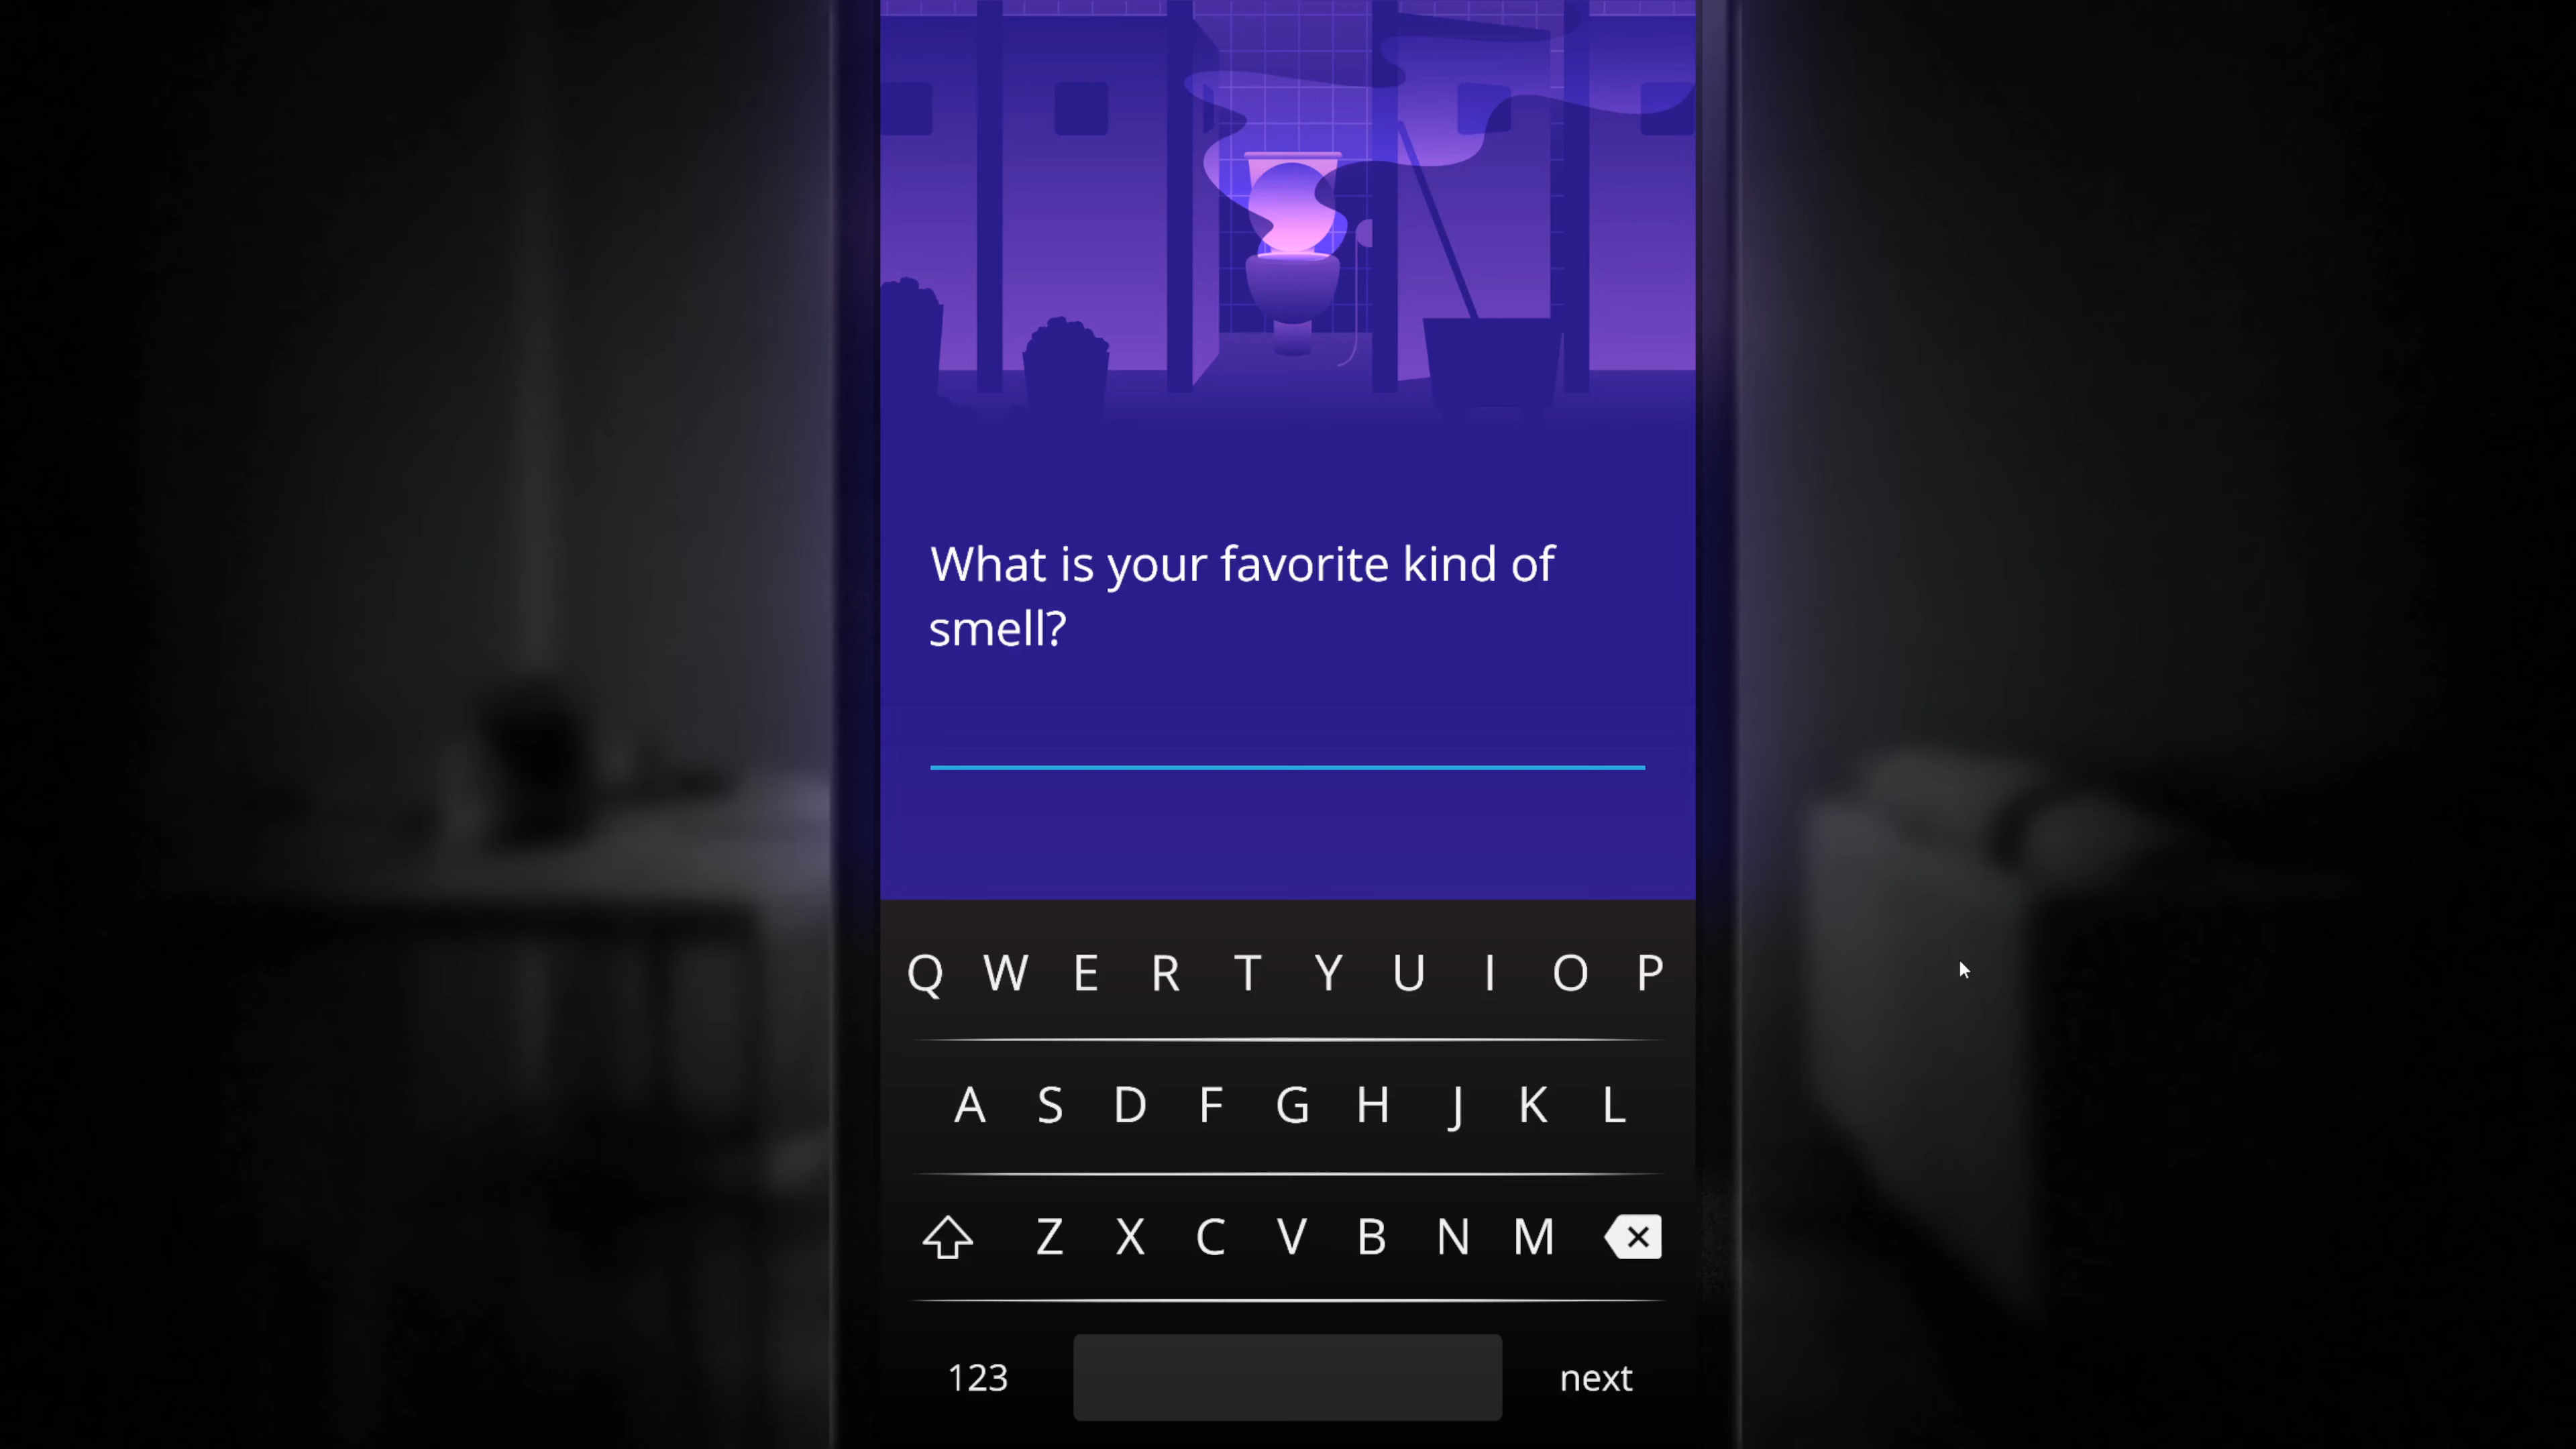 What is your favorite kind of
smell?
Q W E R T Y U I O P
A S D F G H J K L
Z X C V B N M
123 next